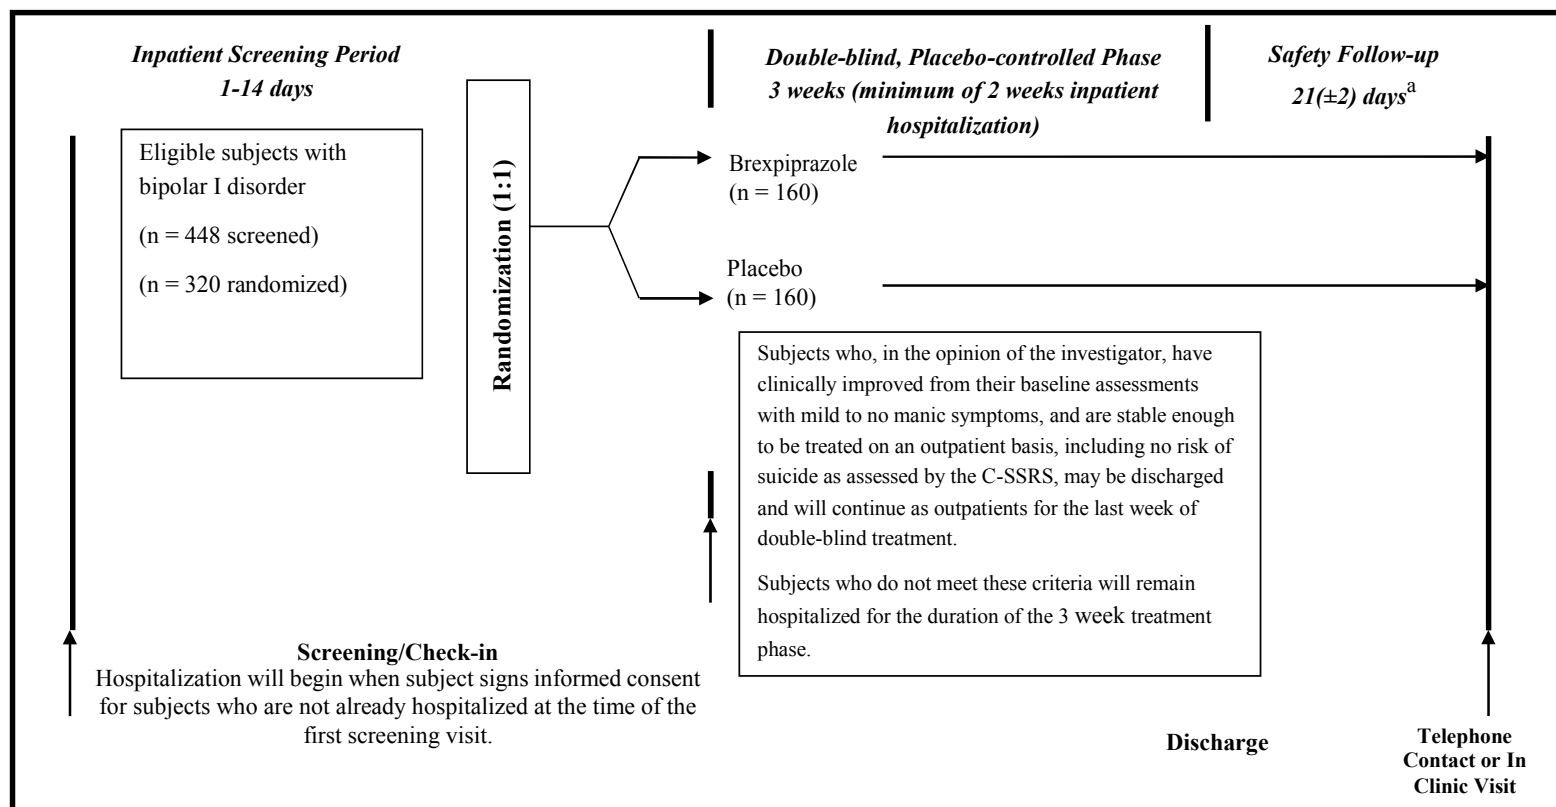 Inpatient Screening Period
1-14 days
Double-blind, Placebo-controlled Phase
3 weeks (minimum of 2 weeks inpatient
hospitalization)
Safety Follow-up
21(±2) days^a
Eligible subjects with
bipolar I disorder
(n = 448 screened)
(n = 320 randomized)
Randomization (1:1)
Brexpiprazole
(n = 160)
Placebo
(n = 160)
Subjects who, in the opinion of the investigator, have
clinically improved from their baseline assessments
with mild to no manic symptoms, and are stable enough
to be treated on an outpatient basis, including no risk of
suicide as assessed by the C-SSRS, may be discharged
and will continue as outpatients for the last week of
double-blind treatment.
Subjects who do not meet these criteria will remain
hospitalized for the duration of the 3 week treatment
phase.
Screening/Check-in
Hospitalization will begin when subject signs informed consent
for subjects who are not already hospitalized at the time of the
first screening visit.
Discharge
Telephone
Contact or In
Clinic Visit